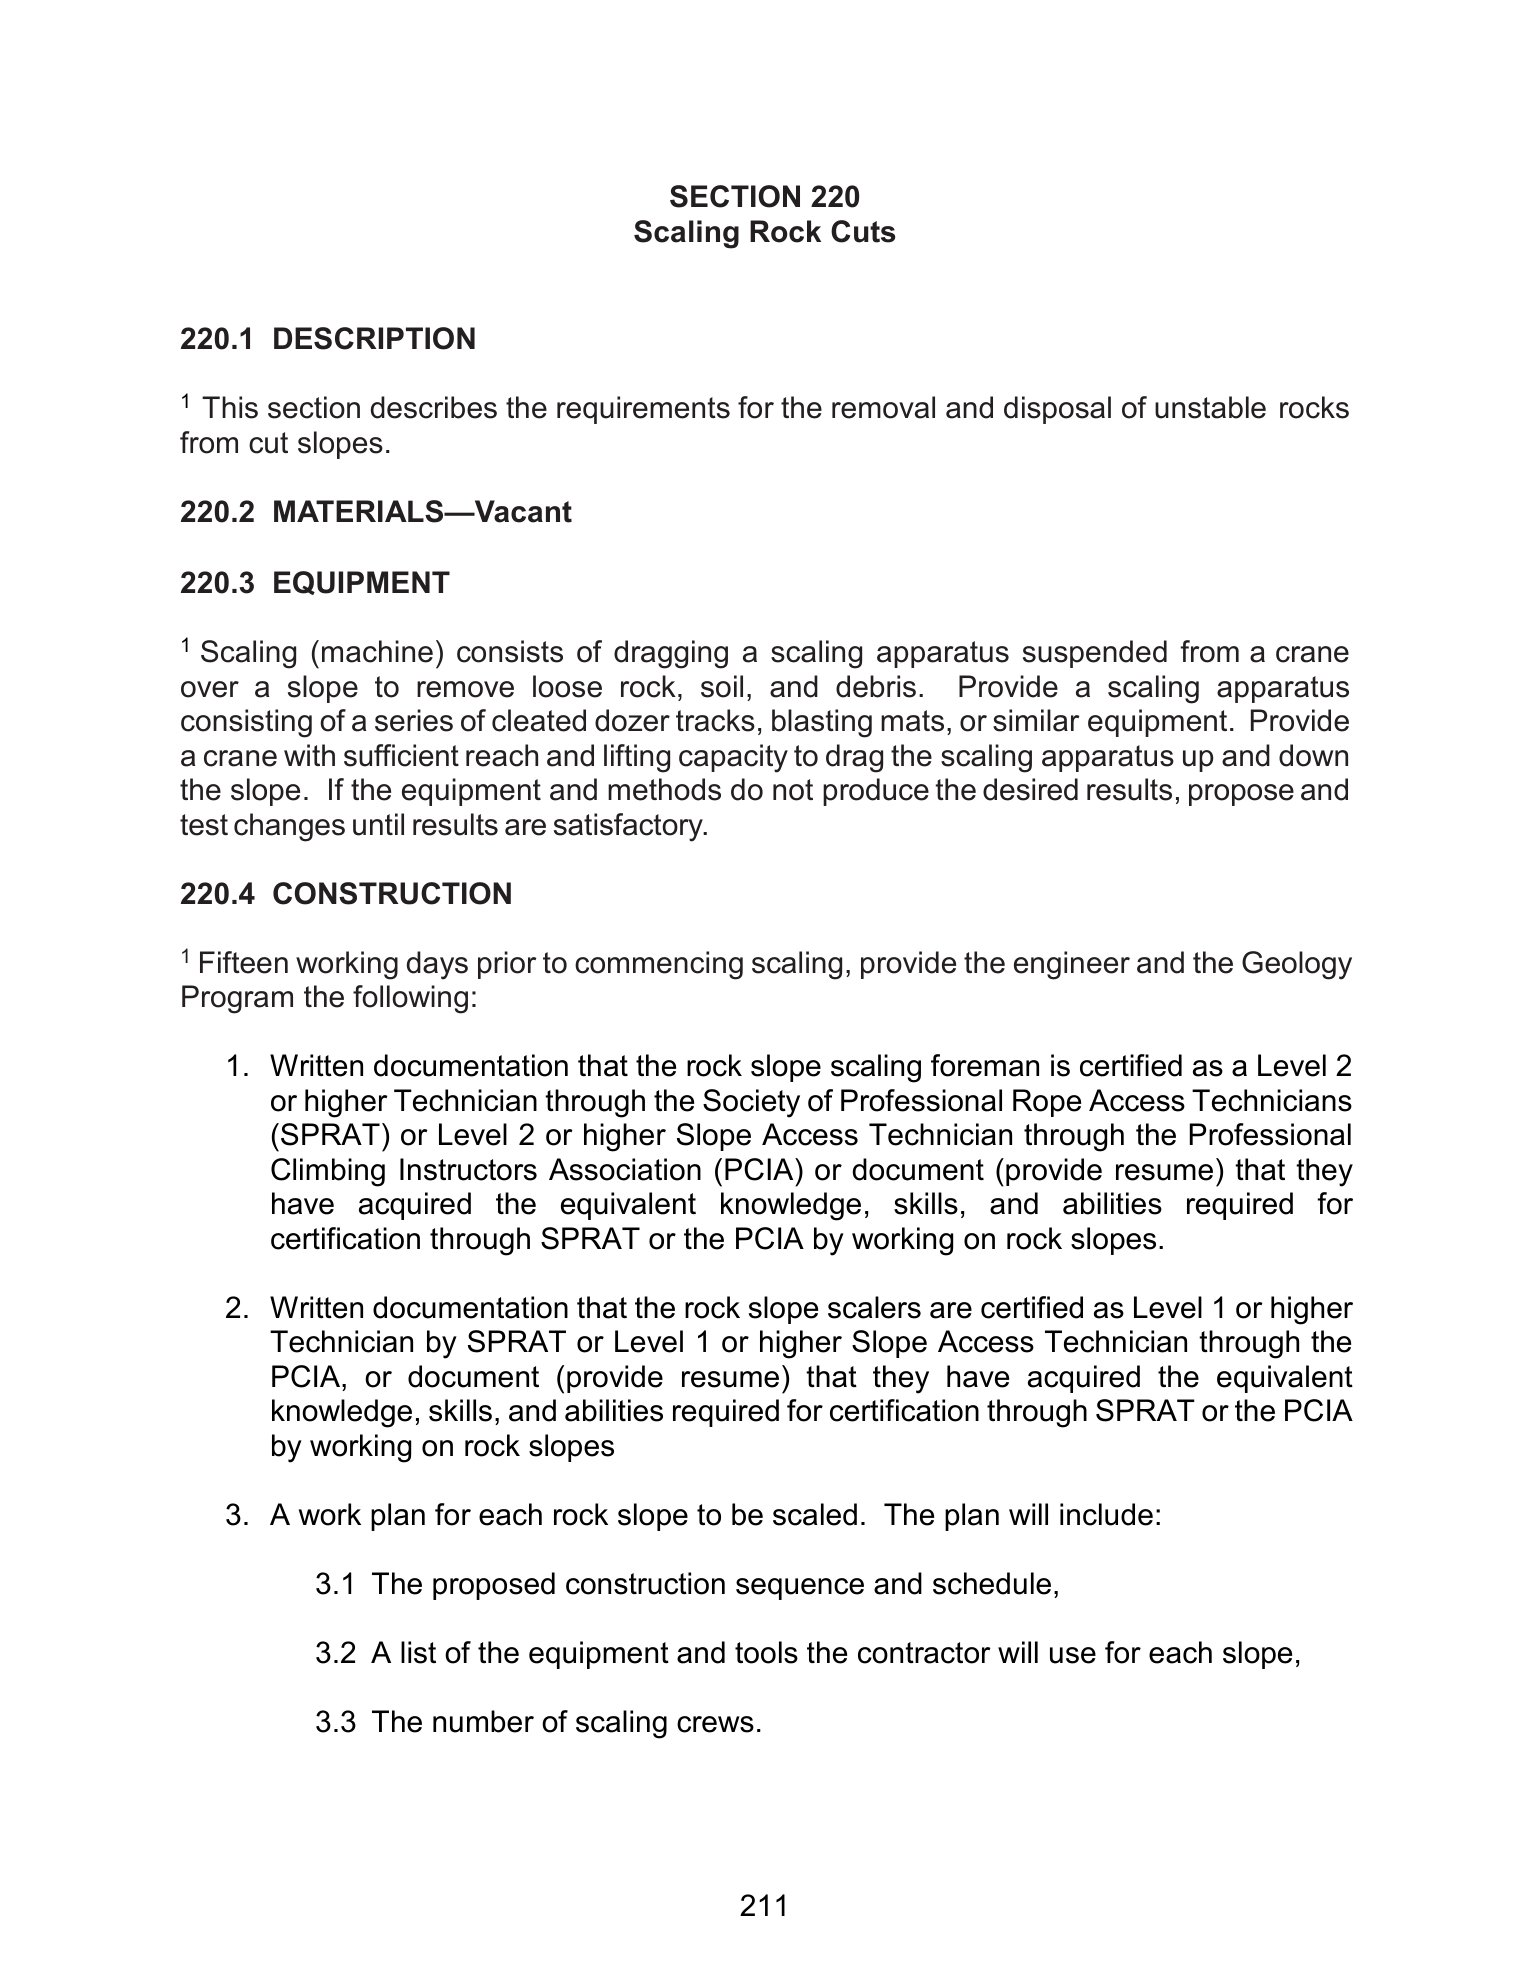 SECTION 220
Scaling Rock Cuts
220.1 DESCRIPTION
1 This section describes the requirements for the removal and disposal of unstable rocks
from cut slopes.
220.2 MATERIALS—Vacant
220.3 EQUIPMENT
1 Scaling (machine) consists of dragging a scaling apparatus suspended from a crane
over a slope to remove loose rock, soil, and debris. Provide a scaling apparatus
consisting of a series of cleated dozer tracks, blasting mats, or similar equipment. Provide
a crane with sufficient reach and lifting capacity to drag the scaling apparatus up and down
the slope. If the equipment and methods do not produce the desired results, propose and
test changes until results are satisfactory.
220.4 CONSTRUCTION
1 Fifteen working days prior to commencing scaling, provide the engineer and the Geology
Program the following:
1. Written documentation that the rock slope scaling foreman is certified as a Level 2
or higher Technician through the Society of Professional Rope Access Technicians
(SPRAT) or Level 2 or higher Slope Access Technician through the Professional
Climbing Instructors Association (PCIA) or document (provide resume) that they
have acquired the equivalent knowledge, skills, and abilities required for
certification through SPRAT or the PCIA by working on rock slopes.
2. Written documentation that the rock slope scalers are certified as Level 1 or higher
Technician by SPRAT or Level 1 or higher Slope Access Technician through the
PCIA, or document (provide resume) that they have acquired the equivalent
knowledge, skills, and abilities required for certification through SPRAT or the PCIA
by working on rock slopes
3. A work plan for each rock slope to be scaled. The plan will include:
3.1 The proposed construction sequence and schedule,
3.2 A list of the equipment and tools the contractor will use for each slope,
3.3 The number of scaling crews.
211